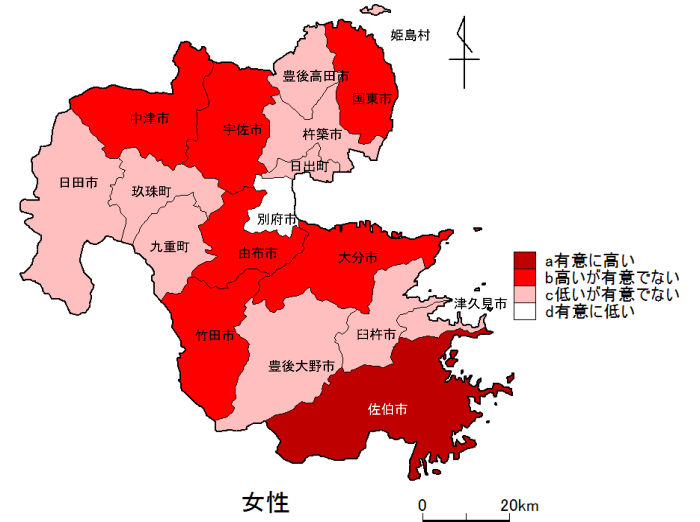 姫島村
豊後高田市
国東市
中津市
宇佐市
杵築市
日出町
日田市
玖珠町
別府市
九重町
由布市
大分市
a有意に高い
b高いが有意でない
c低いが有意でない
d有意に低い
津久見市
竹田市
臼杵市
豊後大野市
佐伯市
女性
0 20km